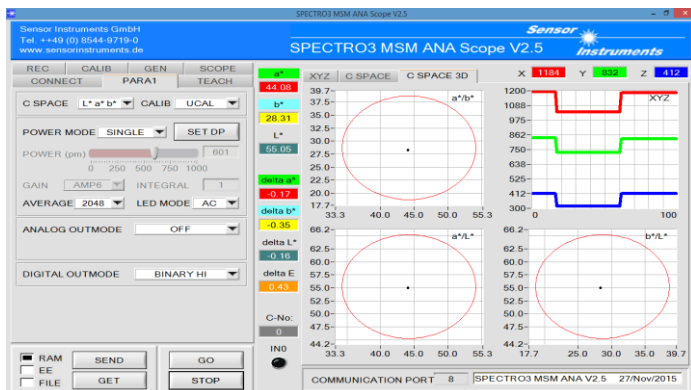 SPECTRO3 MSM ANA Scope V2.5
Sensor Instruments GmbH
Tel. ++49 (0) 8544-9719-0
www.sensorinstruments.de
SPECTRO3 MSM ANA Scope V2.5
Sensor Instruments
REC CALIB GEN SCOPE
CONNECT PARA1 TEACH
C SPACE L* a* b* CALIB UCAL
POWER MODE SINGLE SET DP
POWER (pm) 601
0 250 500 750 1000
GAIN AMP6 INTEGRAL 1
AVERAGE 2048 LED MODE AC
ANALOG OUTMODE OFF
DIGITAL OUTMODE BINARY HI
RAM
EE
FILE
SEND
GET
GO
STOP
a*
44.08
b*
28.31
L*
55.05
delta a*
-0.17
delta b*
-0.35
delta L*
-0.16
delta E
0.43
C-No:
0
IN0
XYZ C SPACE C SPACE 3D
X 1184 Y 832 Z 412
a*/b*
39.7
37.5
35.0
32.5
30.0
27.5
25.0
22.5
20.0
17.7
33.3 40.0 45.0 50.0 55.3
XYZ
1200
1088
975
862
750
638
525
412
300
0 100
a*/L*
66.2
62.5
60.0
57.5
55.0
52.5
50.0
47.5
44.2
33.3 40.0 45.0 50.0 55.3
b*/L*
66.2
62.5
60.0
57.5
55.0
52.5
50.0
47.5
44.2
17.7 25.0 30.0 35.0 39.7
COMMUNICATION PORT 8 SPECTRO3 MSM ANA V2.5 27/Nov/2015